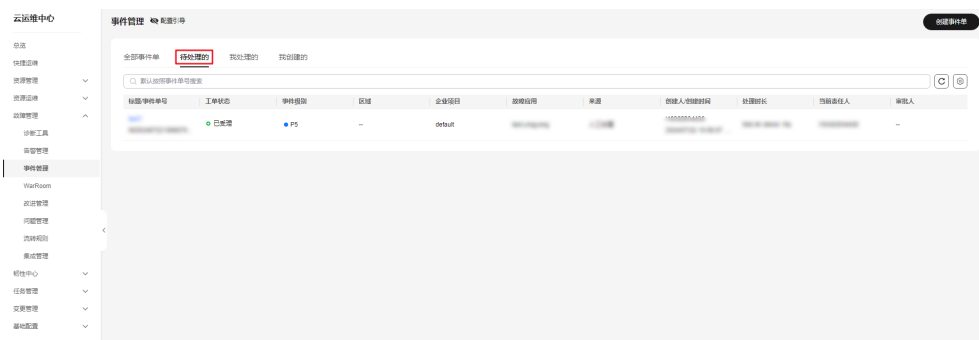 云运维中心
总览
快捷运维
资源管理
资源运维
故障管理
诊断工具
告警管理
事件管理
WarRoom
改进管理
问题管理
流转规则
集成管理
韧性中心
任务管理
变更管理
基础配置
事件管理 配置引导
创建事件单
全部事件单 待处理的 我处理的 我创建的
默认按照事件单号搜索
标题/事件单号 工单状态 事件级别 区域 企业项目 故障应用 来源 创建人/创建时间 处理时长 当前责任人 审批人
已受理 P5 -- default --